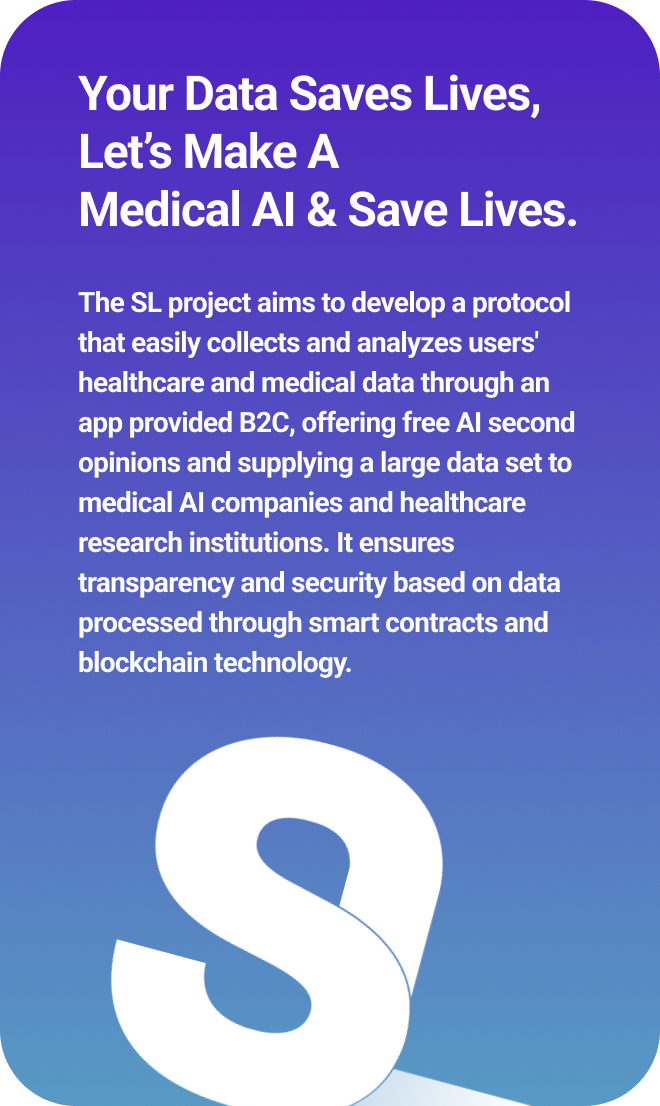 Your Data Saves Lives,
Let’s Make A
Medical AI & Save Lives.
The SL project aims to develop a protocol
that easily collects and analyzes users'
healthcare and medical data through an
app provided B2C, offering free AI second
opinions and supplying a large data set to
medical AI companies and healthcare
research institutions. It ensures
transparency and security based on data
processed through smart contracts and
blockchain technology.
S